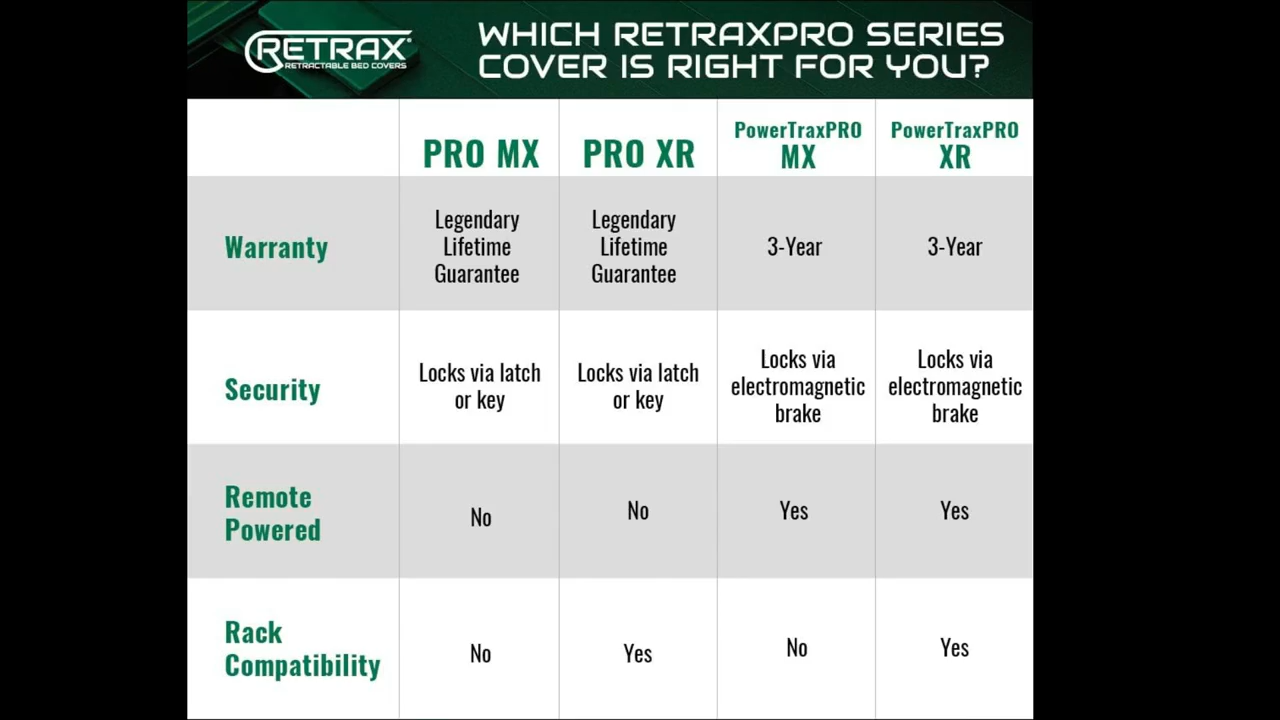 RETRAX®
RETRACTABLE BED COVERS
WHICH RETRAXPRO SERIES
COVER IS RIGHT FOR YOU?
PRO MX
PRO XR
PowerTraxPRO
MX
PowerTraxPRO
XR
Warranty
Legendary
Lifetime
Guarantee
Legendary
Lifetime
Guarantee
3-Year
3-Year
Security
Locks via latch
or key
Locks via latch
or key
Locks via
electromagnetic
brake
Locks via
electromagnetic
brake
Remote
Powered
No
No
Yes
Yes
Rack
Compatibility
No
Yes
No
Yes